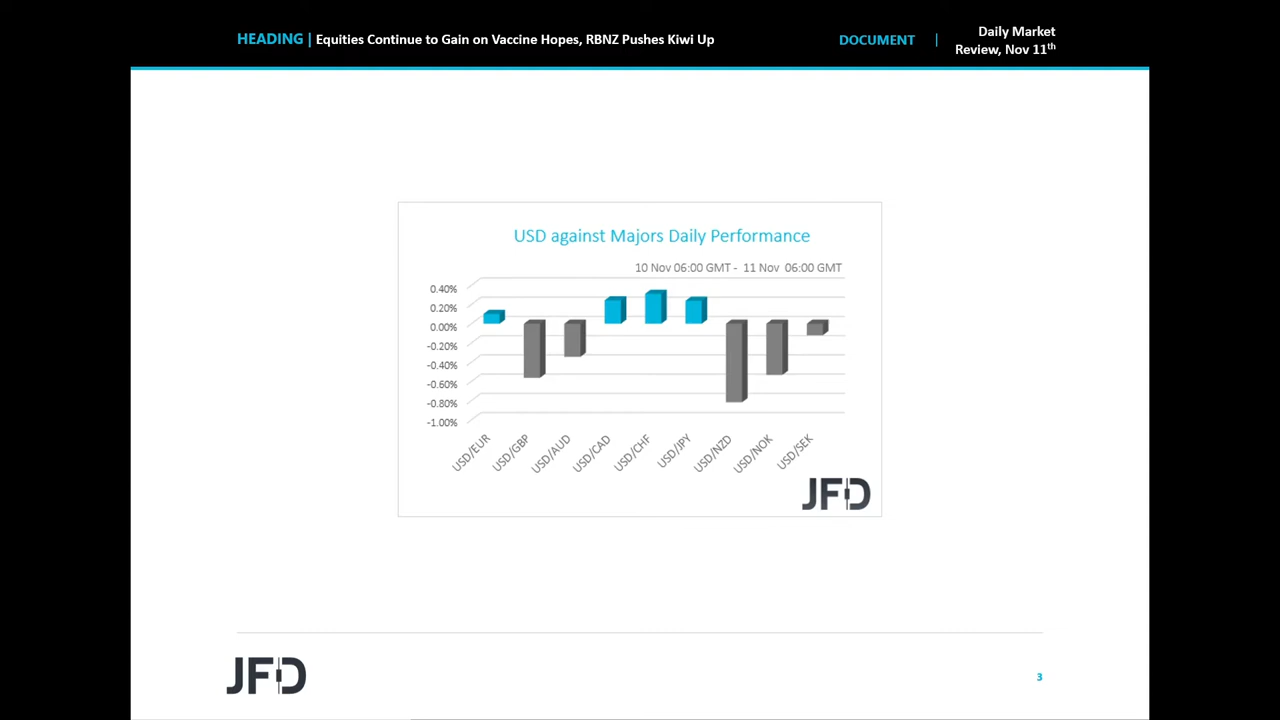 HEADING | Equities Continue to Gain on Vaccine Hopes, RBNZ Pushes Kiwi Up
DOCUMENT |
Daily Market
Review, Nov 11th
USD against Majors Daily Performance
10 Nov 06:00 GMT - 11 Nov 06:00 GMT
0.40%
0.20%
0.00%
-0.20%
-0.40%
-0.60%
-0.80%
-1.00%
USD/EUR
USD/GBP
USD/AUD
USD/CAD
USD/CHF
USD/JPY
USD/NZD
USD/NOK
USD/SEK
JFD
JFD
3